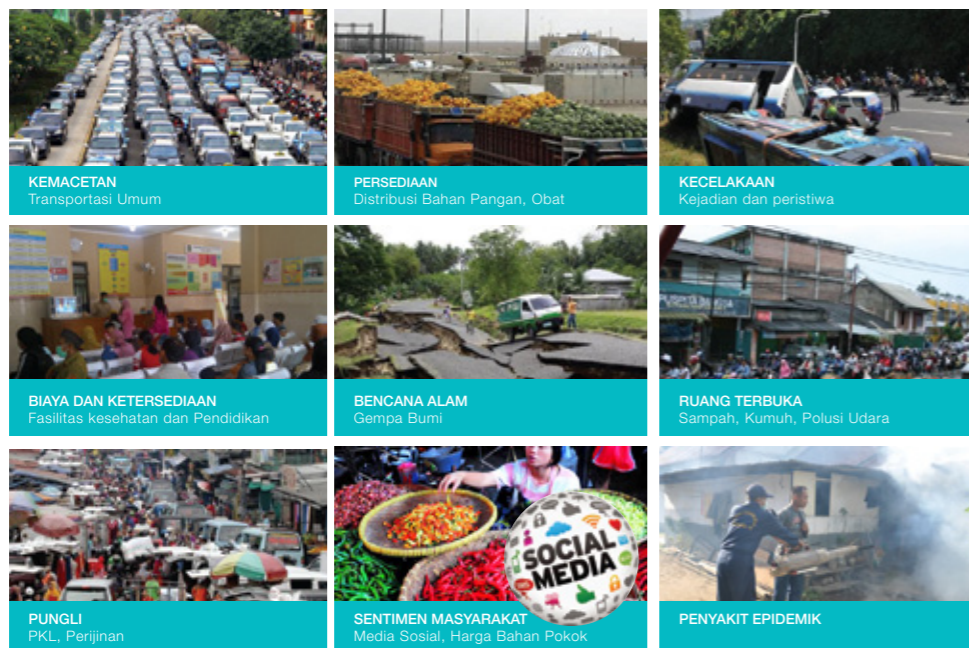 KEMACETAN
Transportasi Umum
PERSEDIAAN
Distribusi Bahan Pangan, Obat
KECELAKAAN
Kejadian dan peristiwa
BIAYA DAN KETERSEDIAAN
Fasilitas kesehatan dan Pendidikan
BENCANA ALAM
Gempa Bumi
RUANG TERBUKA
Sampah, Kumuh, Polusi Udara
PUNGLI
PKL, Perijinan
SOCIAL
MEDIA
SENTIMEN MASYARAKAT
Media Sosial, Harga Bahan Pokok
PENYAKIT EPIDEMIK